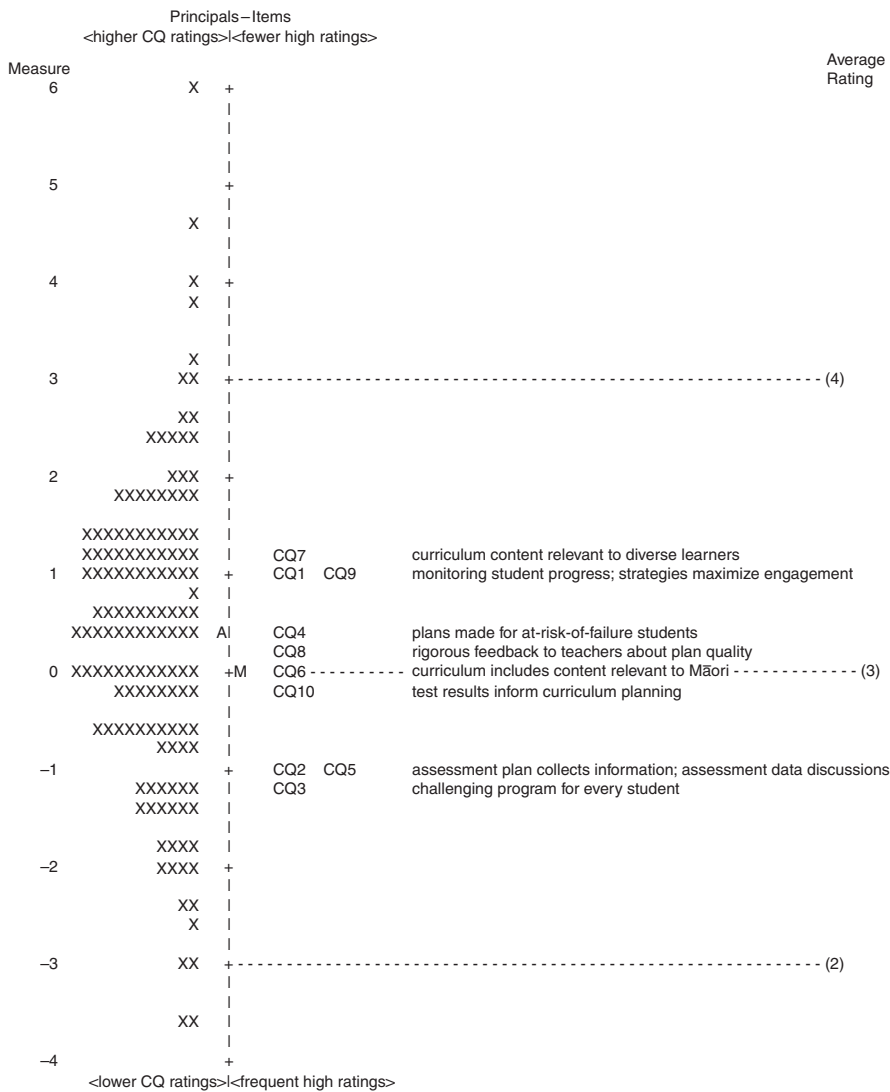 Principals–Items
<higher CQ ratings>|<fewer high ratings>
Measure Average Rating
6 X +
|
|
|
|
5 +
|
X |
|
|
4 X +
X |
|
X |
3 XX +- - - - - - - - - - - - - - - - - - - - - - - - - - - - - - - - - - - - - - - - - - - - - - - - - - - - - - - - - - - - (4)
|
XX |
XXXXX |
|
2 XXX +
XXXXXXXX |
|
XXXXXXXXXXX |
XXXXXXXXXXX | CQ7 curriculum content relevant to diverse learners
1 XXXXXXXXXXX + CQ1 CQ9 monitoring student progress; strategies maximize engagement
X |
XXXXXXXXXX |
XXXXXXXXXXXX A| CQ4 plans made for at-risk-of-failure students
| CQ8 rigorous feedback to teachers about plan quality
0 XXXXXXXXXXXX +M CQ6 - - - - - - - - - - curriculum includes content relevant to Māori - - - - - - - - - - - - - (3)
XXXXXXXX | CQ10 test results inform curriculum planning
|
XXXXXXXXXX |
XXXX |
–1 + CQ2 CQ5 assessment plan collects information; assessment data discussions
XXXXXX | CQ3 challenging program for every student
XXXXXX |
|
XXXX |
–2 XXXX +
|
XX |
X |
|
–3 XX +- - - - - - - - - - - - - - - - - - - - - - - - - - - - - - - - - - - - - - - - - - - - - - - - - - - - - - - - - - - - (2)
|
|
XX |
|
–4 +
<lower CQ ratings>|<frequent high ratings>